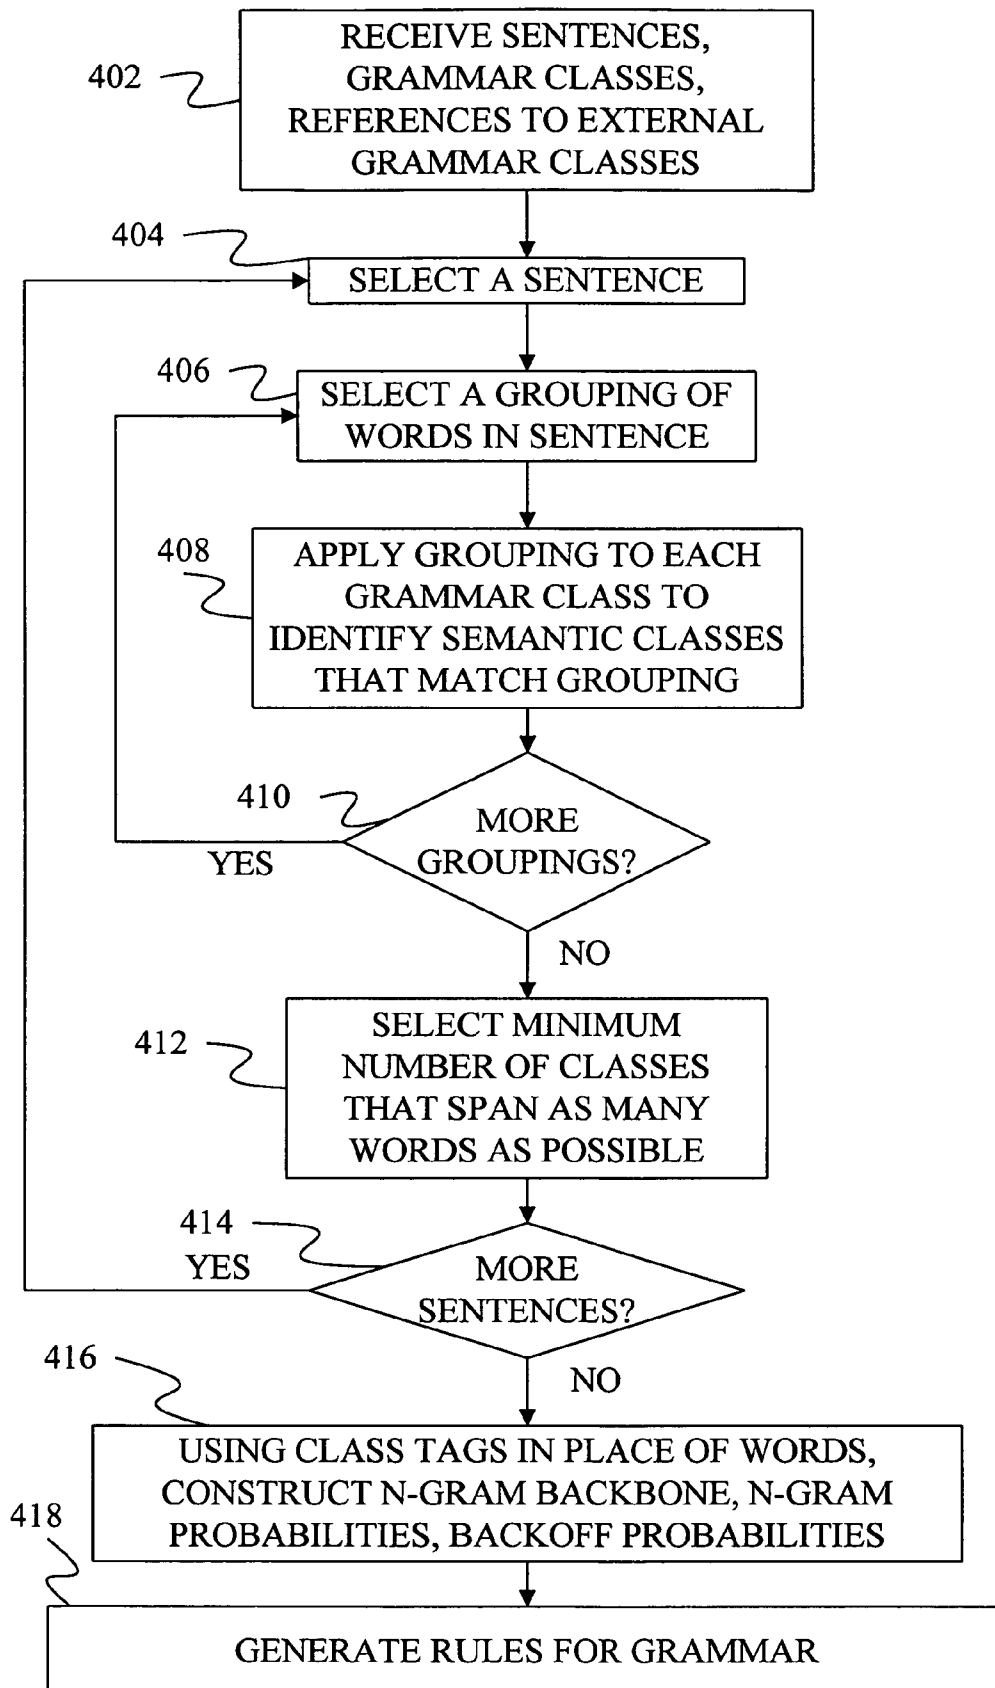 402
RECEIVE SENTENCES,
GRAMMAR CLASSES,
REFERENCES TO EXTERNAL
GRAMMAR CLASSES
404
SELECT A SENTENCE
406
SELECT A GROUPING OF
WORDS IN SENTENCE
408
APPLY GROUPING TO EACH
GRAMMAR CLASS TO
IDENTIFY SEMANTIC CLASSES
THAT MATCH GROUPING
410
MORE
GROUPINGS?
YES
NO
412
SELECT MINIMUM
NUMBER OF CLASSES
THAT SPAN AS MANY
WORDS AS POSSIBLE
414
YES
MORE
SENTENCES?
NO
416
USING CLASS TAGS IN PLACE OF WORDS,
CONSTRUCT N-GRAM BACKBONE, N-GRAM
PROBABILITIES, BACKOFF PROBABILITIES
418
GENERATE RULES FOR GRAMMAR